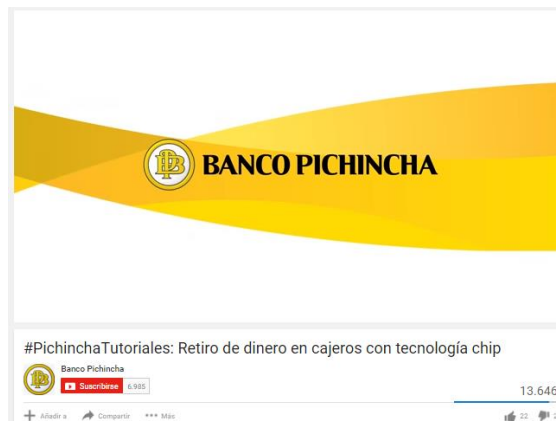 BANCO PICHINCHA
#PichinchaTutoriales: Retiro de dinero en cajeros con tecnología chip
Banco Pichincha
Suscribirse 6.985
13.646
Añadir a Compartir Más
22